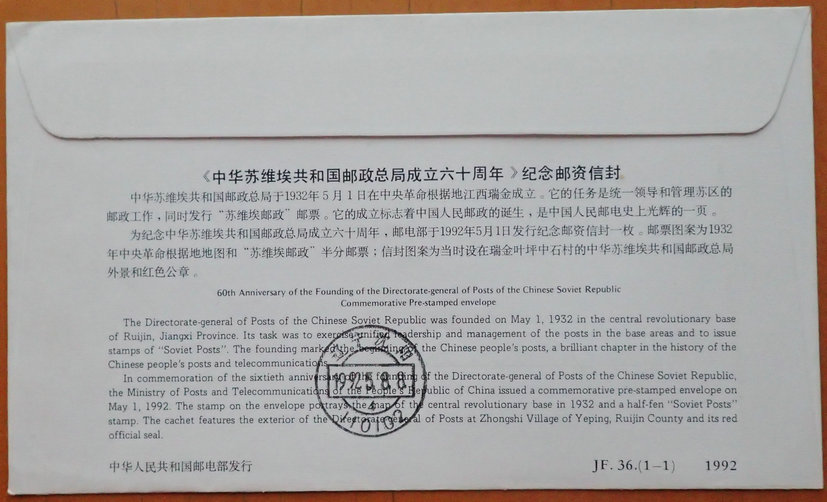 《中华苏维埃共和国邮政总局成立六十周年》纪念邮资信封
中华苏维埃共和国邮政总局于1932年5月1日在中央革命根据地江西瑞金成立。它的任务是统一领导和管理苏区的
邮政工作，同时发行“苏维埃邮政”邮票。它的成立标志着中国人民邮政的诞生，是中国人民邮电史上光辉的一页。
为纪念中华苏维埃共和国邮政总局成立六十周年，邮电部于1992年5月1日发行纪念邮资信封一枚。邮票图案为1932
年中央革命根据地地图和“苏维埃邮政”半分邮票；信封图案为当时设在瑞金叶坪中石村的中华苏维埃共和国邮政总局
外景和红色公章。
60th Anniversary of the Founding of the Directorate-general of Posts of the Chinese Soviet Republic
Commemorative Pre-stamped envelope
The Directorate-general of Posts of the Chinese Soviet Republic was founded on May 1, 1932 in the central revolutionary base
of Ruijin, Jiangxi Province. Its task was to exercise unified leadership and management of the posts in the base areas and to issue
stamps of "Soviet Posts". The founding marked the beginning of the Chinese people's posts, a brilliant chapter in the history of the
Chinese people's posts and telecommunications.
In commemoration of the sixtieth anniversary of the founding of the Directorate-general of Posts of the Chinese Soviet Republic,
the Ministry of Posts and Telecommunications of the People's Republic of China issued a commemorative pre-stamped envelope on
May 1, 1992. The stamp on the envelope portrays the map of the central revolutionary base in 1932 and a half-fen "Soviet Posts"
stamp. The cachet features the exterior of the Directorate-general of Posts at Zhongshi Village of Yeping, Ruijin County and its red
official seal.
1992.5.8.8
110102
中华人民共和国邮电部发行
JF. 36.(1-1) 1992